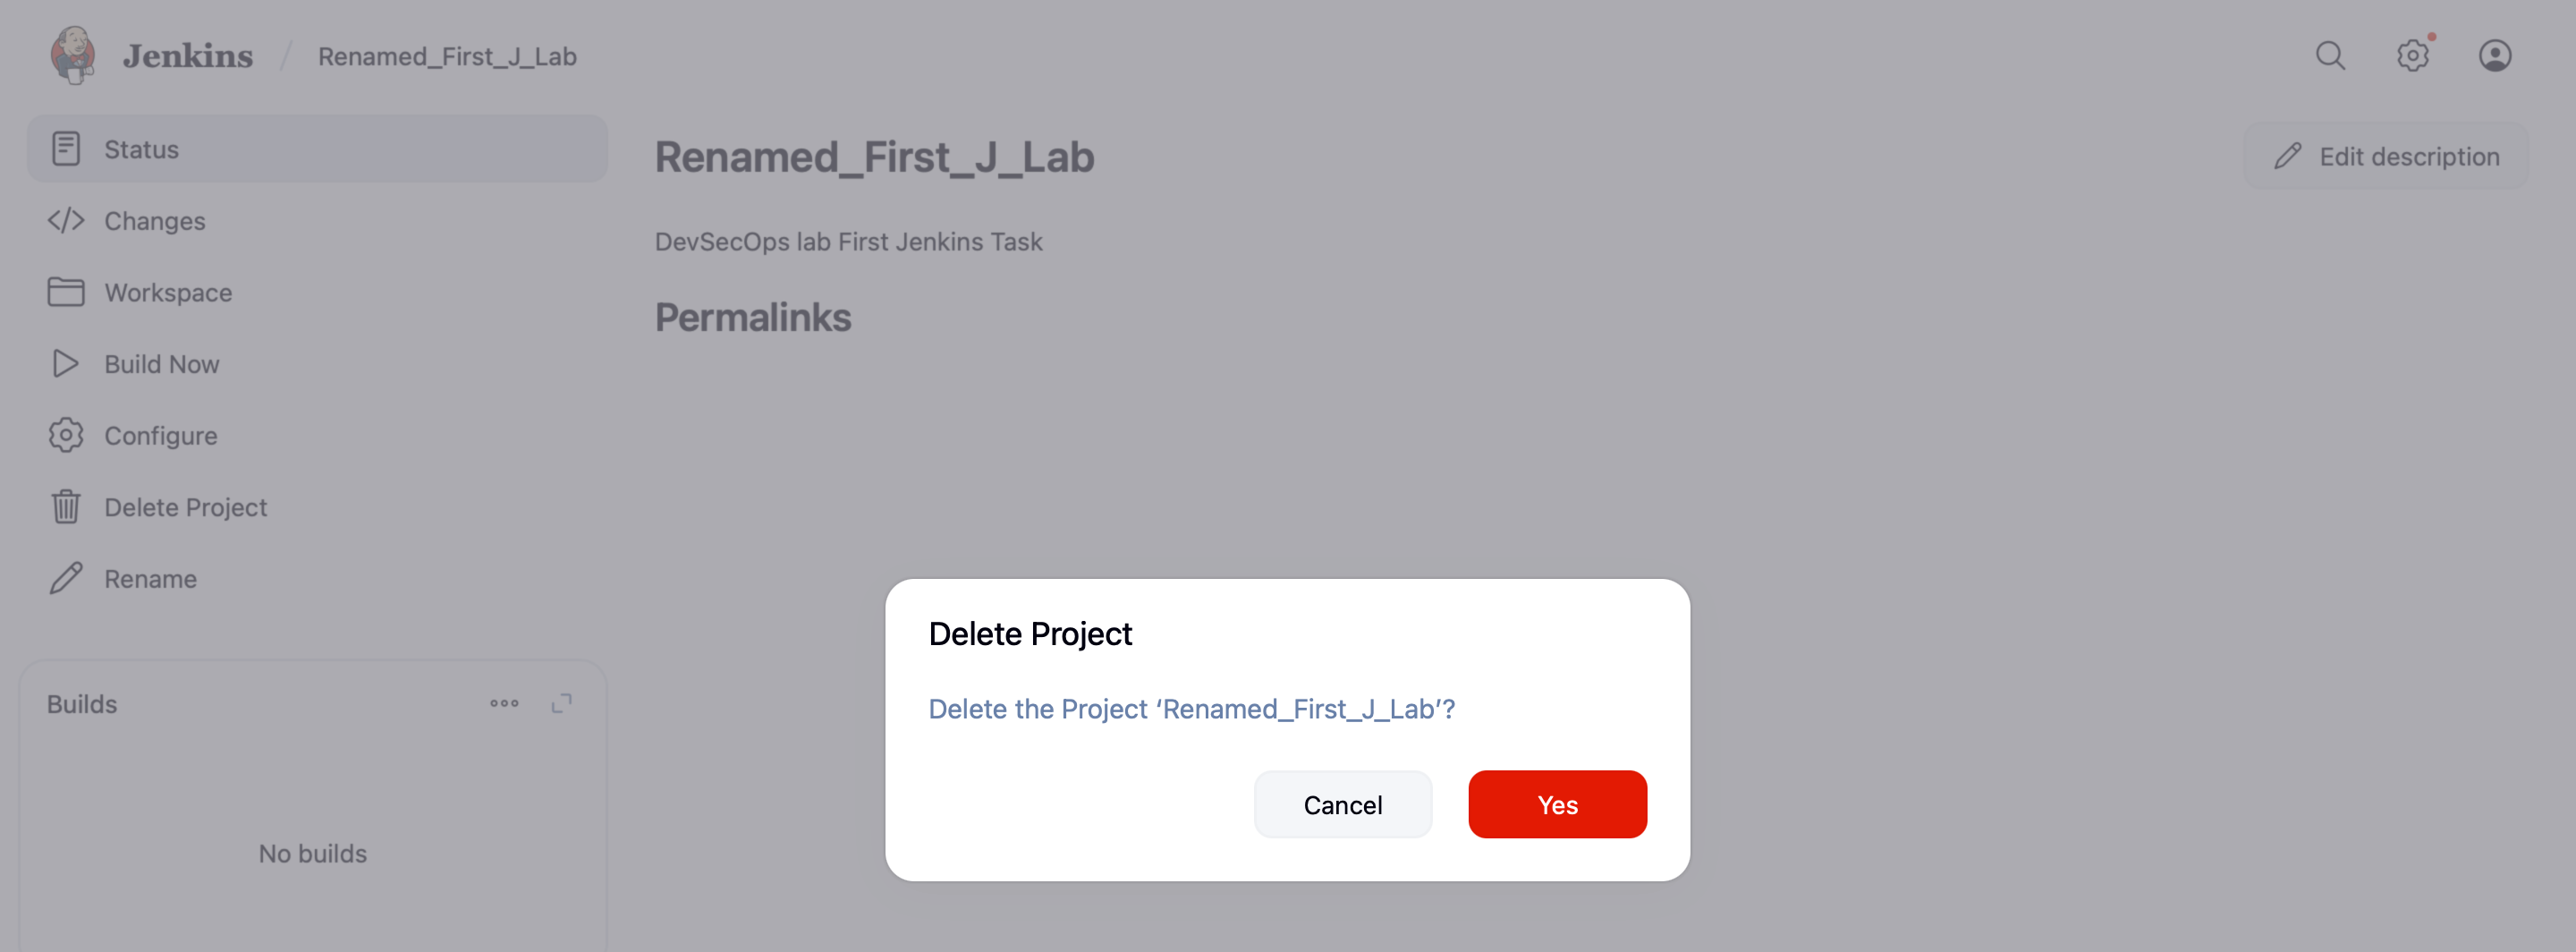 Jenkins / Renamed_First_J_Lab
Status
Changes
Workspace
Build Now
Configure
Delete Project
Rename
Builds
No builds
Renamed_First_J_Lab
Edit description
DevSecOps lab First Jenkins Task
Permalinks
Delete Project
Delete the Project ‘Renamed_First_J_Lab’?
Cancel
Yes